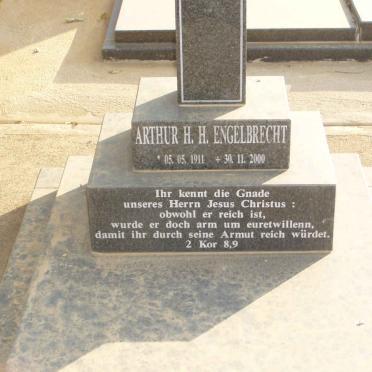 ARTHUR H. H. ENGELBRECHT
* 05. 05. 1911 + 30. 11. 2000
Ihr kennt die Gnade
unseres Herrn Jesus Christus :
obwohl er reich ist,
wurde er doch arm um euretwillenn,
damit ihr durch seine Armut reich würdet.
2 Kor 8,9